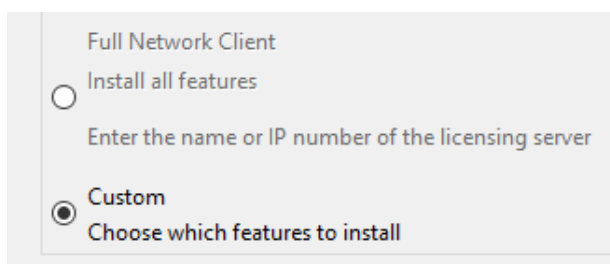 Full Network Client
Install all features
Enter the name or IP number of the licensing server
Custom
Choose which features to install